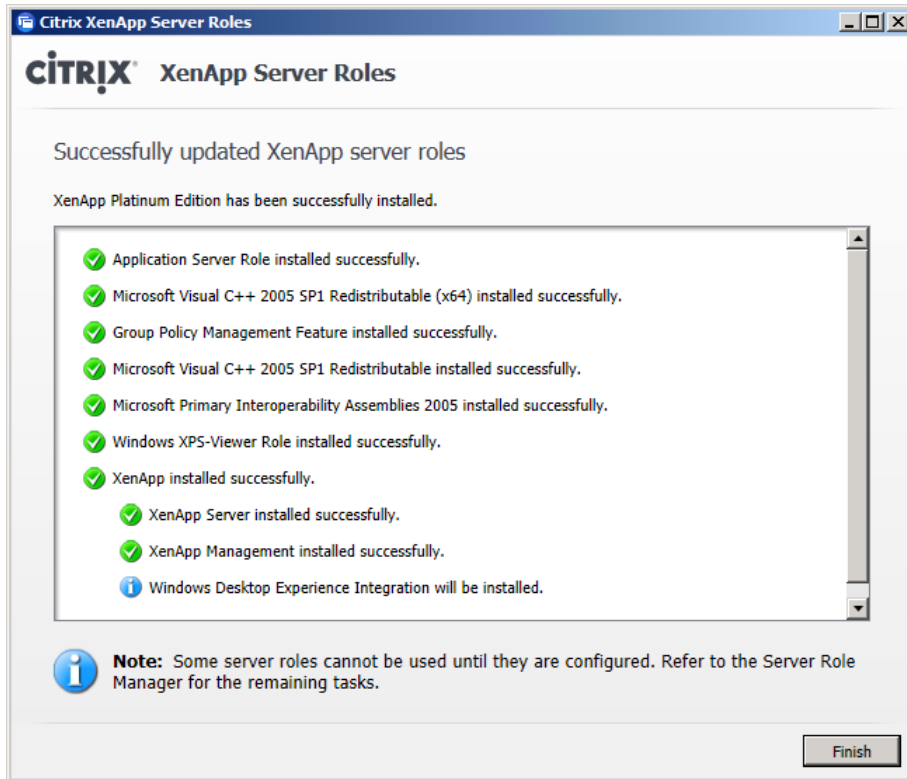 Citrix XenApp Server Roles
CITRIX® XenApp Server Roles
Successfully updated XenApp server roles
XenApp Platinum Edition has been successfully installed.
Application Server Role installed successfully.
Microsoft Visual C++ 2005 SP1 Redistributable (x64) installed successfully.
Group Policy Management Feature installed successfully.
Microsoft Visual C++ 2005 SP1 Redistributable installed successfully.
Microsoft Primary Interoperability Assemblies 2005 installed successfully.
Windows XPS-Viewer Role installed successfully.
XenApp installed successfully.
XenApp Server installed successfully.
XenApp Management installed successfully.
Windows Desktop Experience Integration will be installed.
Note: Some server roles cannot be used until they are configured. Refer to the Server Role
Manager for the remaining tasks.
Finish